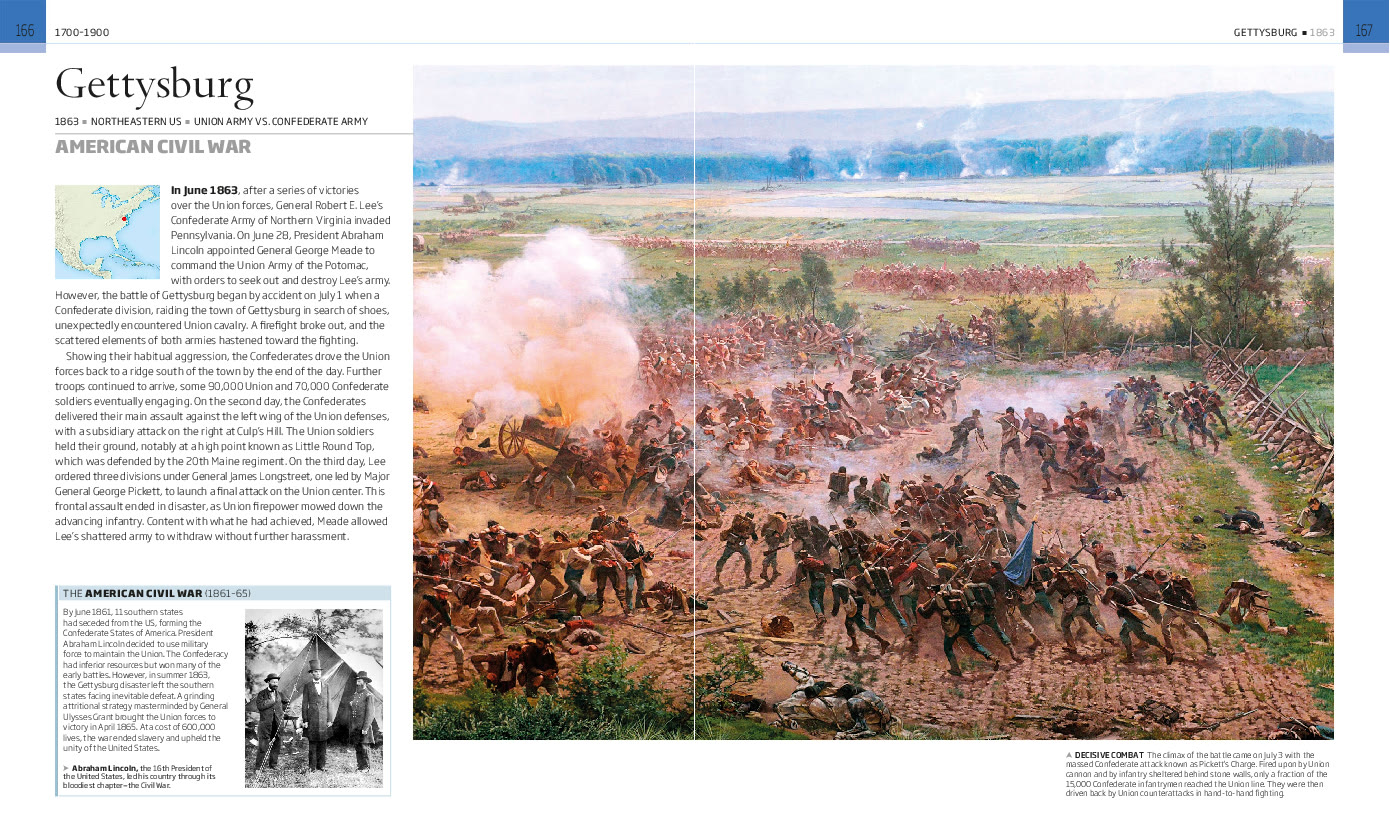 166
1700–1900
GETTYSBURG ■ 1863
167
Gettysburg
1863 ■ NORTHEASTERN US ■ UNION ARMY VS. CONFEDERATE ARMY
AMERICAN CIVIL WAR
In June 1863, after a series of victories
over the Union forces, General Robert E. Lee's
Confederate Army of Northern Virginia invaded
Pennsylvania. On June 28, President Abraham
Lincoln appointed General George Meade to
command the Union Army of the Potomac,
with orders to seek out and destroy Lee's army.
However, the battle of Gettysburg began by accident on July 1 when a
Confederate division, raiding the town of Gettysburg in search of shoes,
unexpectedly encountered Union cavalry. A firefight broke out, and the
scattered elements of both armies hastened toward the fighting.
Showing their habitual aggression, the Confederates drove the Union
forces back to a ridge south of the town by the end of the day. Further
troops continued to arrive, some 90,000 Union and 70,000 Confederate
soldiers eventually engaging. On the second day, the Confederates
delivered their main assault against the left wing of the Union defenses,
with a subsidiary attack on the right at Culp's Hill. The Union soldiers
held their ground, notably at a high point known as Little Round Top,
which was defended by the 20th Maine regiment. On the third day, Lee
ordered three divisions under General James Longstreet, one led by Major
General George Pickett, to launch a final attack on the Union center. This
frontal assault ended in disaster, as Union firepower mowed down the
advancing infantry. Content with what he had achieved, Meade allowed
Lee's shattered army to withdraw without further harassment.
THE AMERICAN CIVIL WAR (1861–65)
By June 1861, 11 southern states
had seceded from the US, forming the
Confederate States of America. President
Abraham Lincoln decided to use military
force to maintain the Union. The Confederacy
had inferior resources but won many of the
early battles. However, in summer 1863,
the Gettysburg disaster left the southern
states facing inevitable defeat. A grinding
attritional strategy masterminded by General
Ulysses Grant brought the Union forces to
victory in April 1865. At a cost of 600,000
lives, the war ended slavery and upheld the
unity of the United States.
➤ Abraham Lincoln, the 16th President of
the United States, led his country through its
bloodiest chapter—the Civil War.
▲ DECISIVE COMBAT The climax of the battle came on July 3 with the
massed Confederate attack known as Pickett's Charge. Fired upon by Union
cannon and by infantry sheltered behind stone walls, only a fraction of the
15,000 Confederate infantrymen reached the Union line. They were then
driven back by Union counterattacks in hand-to-hand fighting.